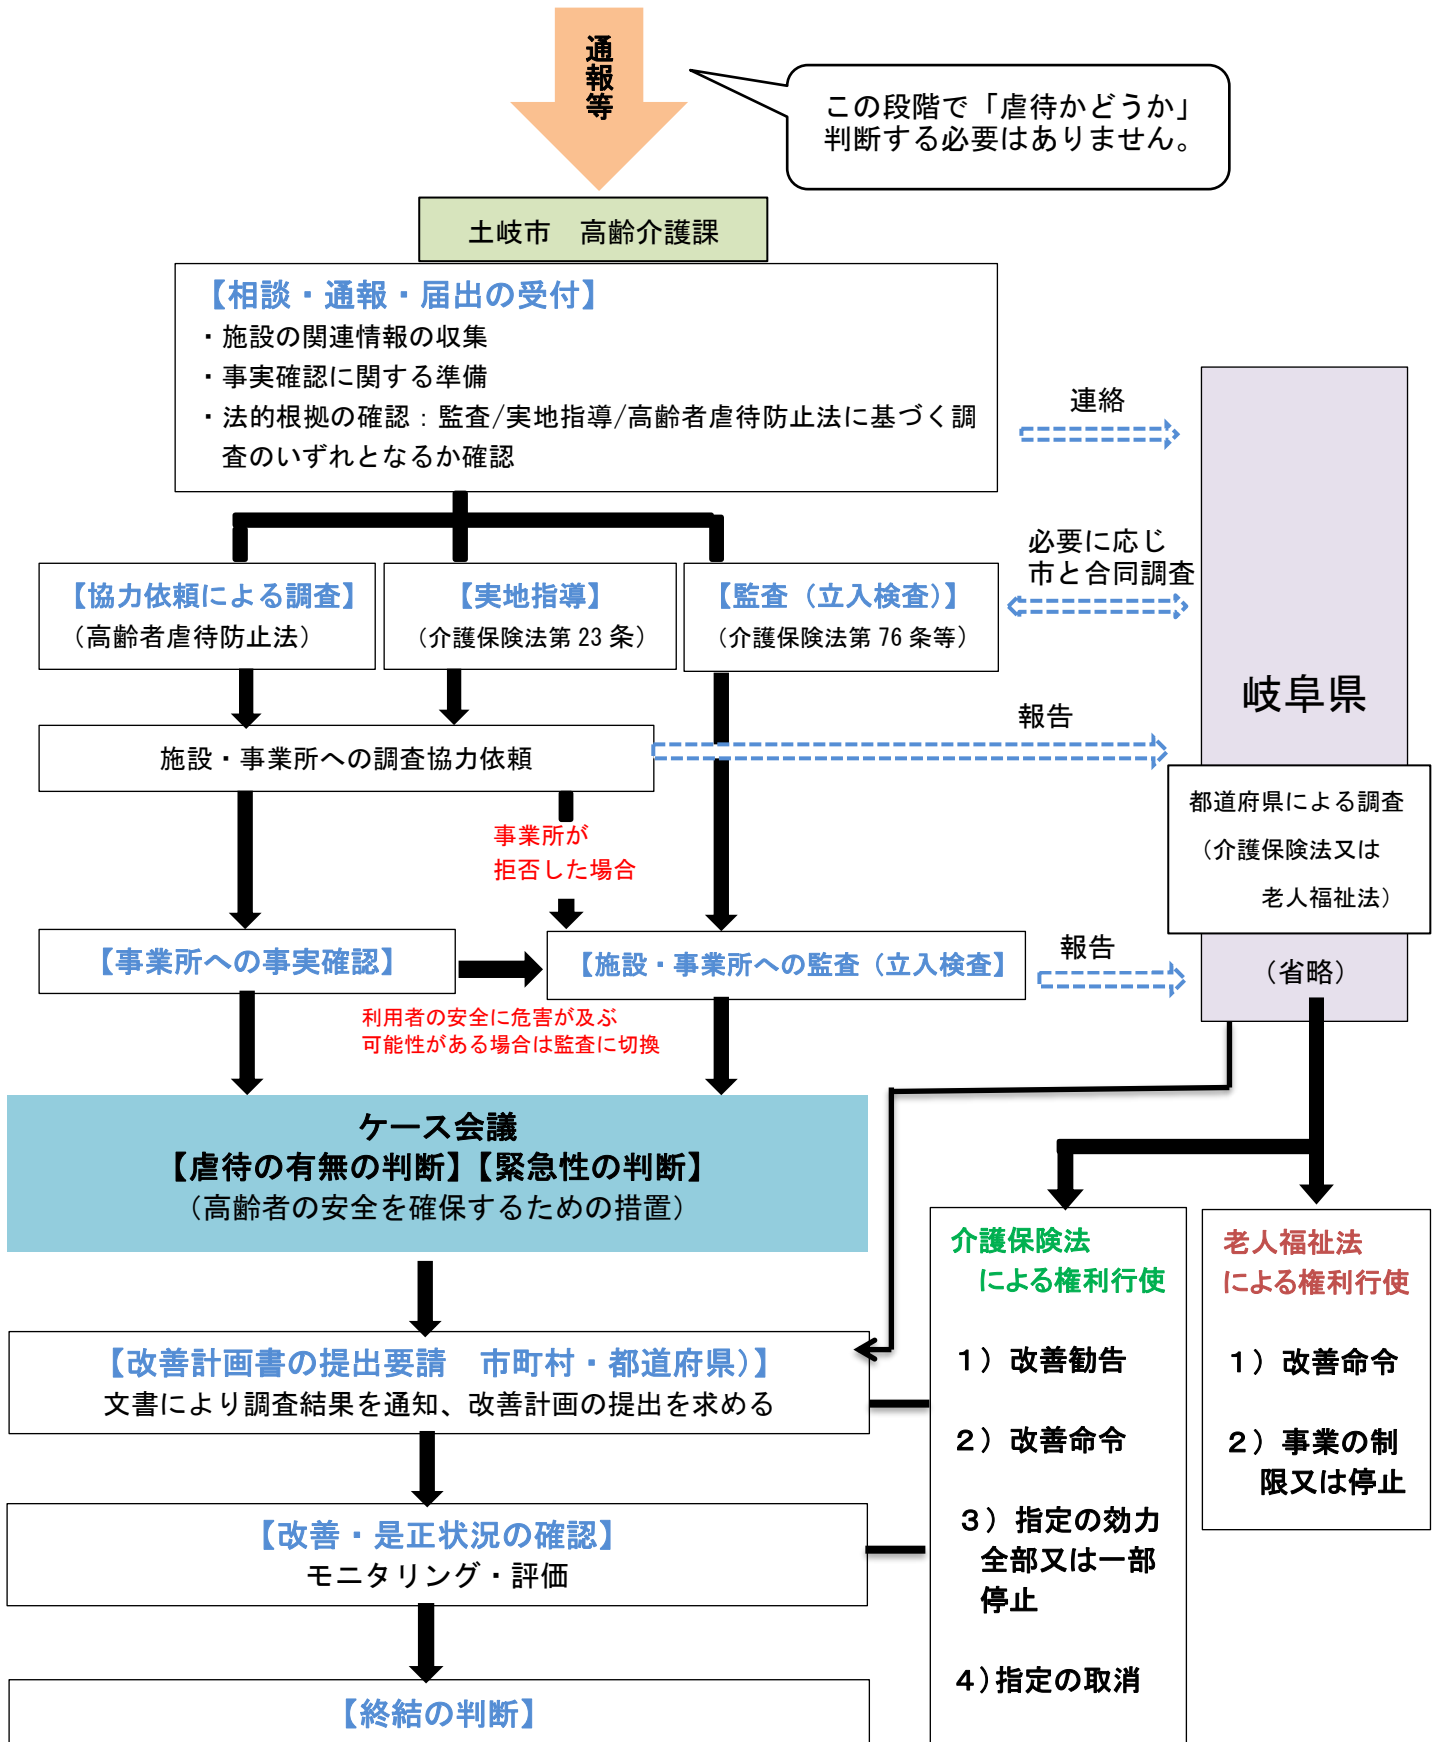 通報等
この段階で「虐待かどうか」
判断する必要はありません。
土岐市　高齢介護課
【相談・通報・届出の受付】
・施設の関連情報の収集
・事実確認に関する準備
・法的根拠の確認：監査/実地指導/高齢者虐待防止法に基づく調
査のいずれとなるか確認
連絡
必要に応じ
市と合同調査
【協力依頼による調査】
（高齢者虐待防止法）
【実地指導】
（介護保険法第 23 条）
【監査（立入検査）】
（介護保険法第 76 条等）
岐阜県
報告
施設・事業所への調査協力依頼
都道府県による調査
（介護保険法又は
老人福祉法）
事業所が
拒否した場合
【事業所への事実確認】
【施設・事業所への監査（立入検査】
報告
（省略）
利用者の安全に危害が及ぶ
可能性がある場合は監査に切換
ケース会議
【虐待の有無の判断】【緊急性の判断】
（高齢者の安全を確保するための措置）
介護保険法
による権利行使
１）改善勧告
２）改善命令
３）指定の効力
全部又は一部
停止
４）指定の取消
老人福祉法
による権利行使
１）改善命令
２）事業の制
限又は停止
【改善計画書の提出要請　市町村・都道府県）】
文書により調査結果を通知、改善計画の提出を求める
【改善・是正状況の確認】
モニタリング・評価
【終結の判断】